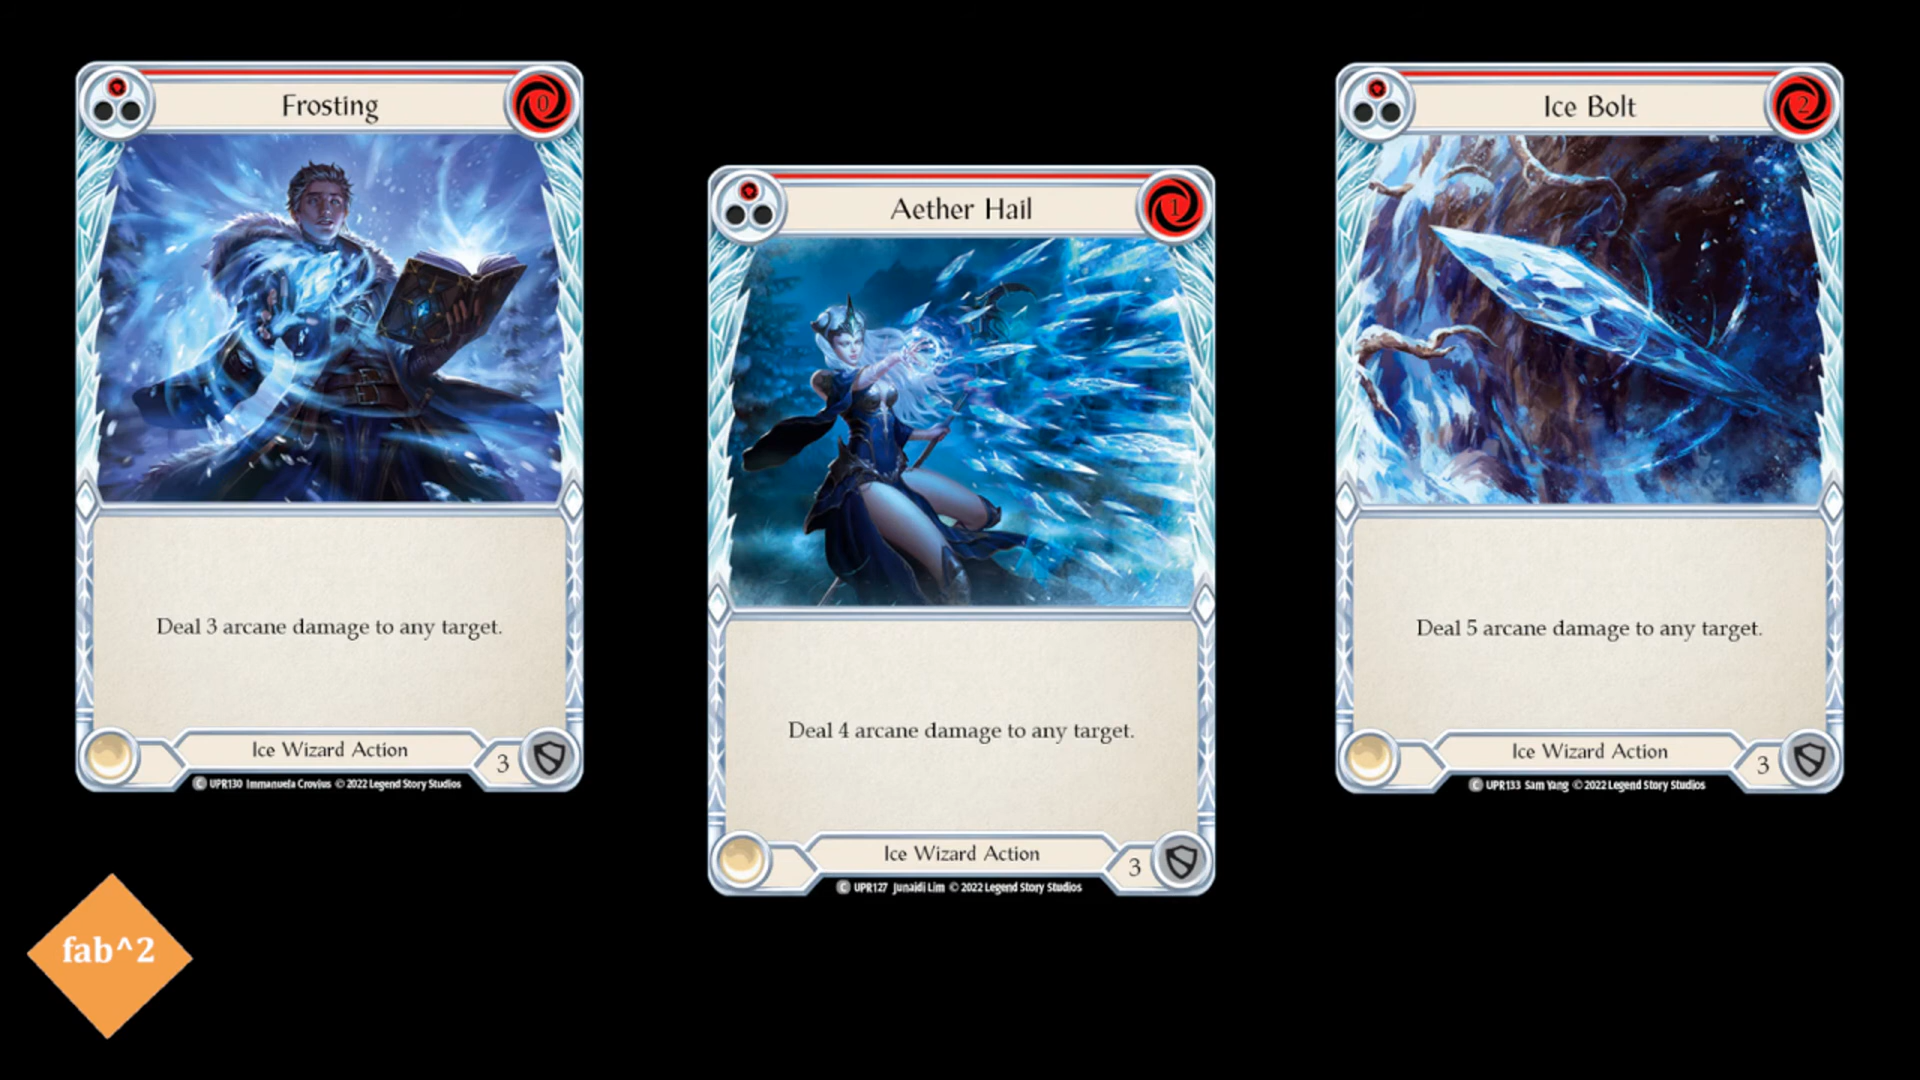 Frosting
0
Deal 3 arcane damage to any target.
Ice Wizard Action
3
C UPR130 Immanuela Crovius © 2022 Legend Story Studios
Aether Hail
1
Deal 4 arcane damage to any target.
Ice Wizard Action
3
C UPR127 Junaidi Lim © 2022 Legend Story Studios
Ice Bolt
2
Deal 5 arcane damage to any target.
Ice Wizard Action
3
C UPR133 Sam Yang © 2022 Legend Story Studios
fab^2